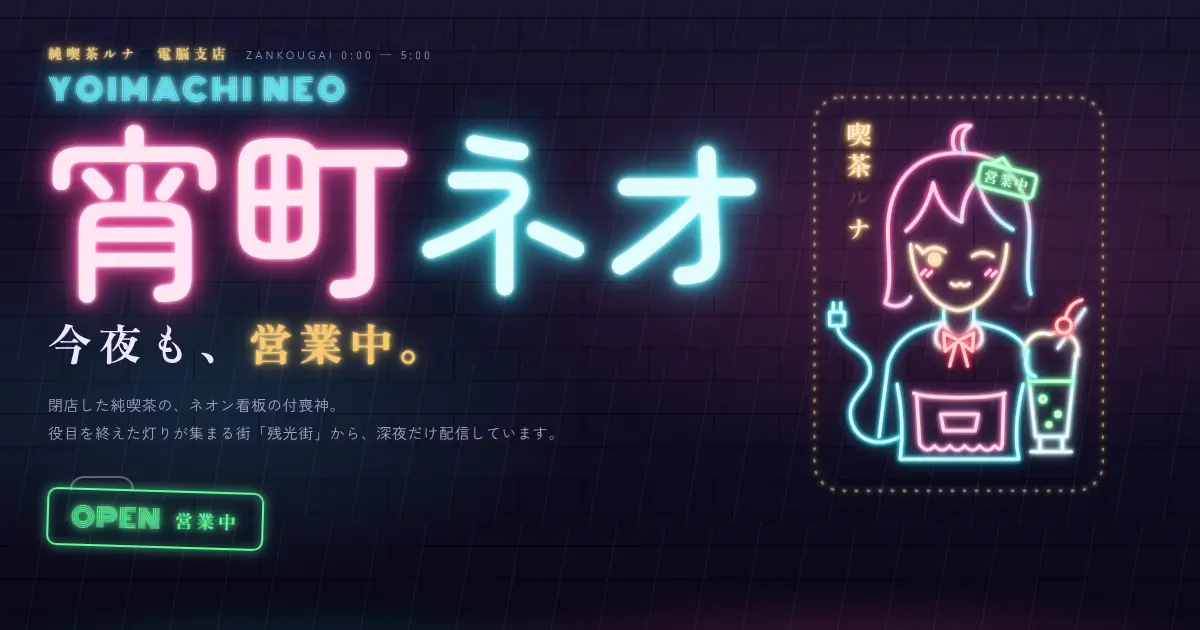 純喫茶ルナ 電脳支店 ZANKOUGAI 0:00 — 5:00
YOIMACHI NEO
宵町ネオ
今夜も、営業中。
閉店した純喫茶の、ネオン看板の付喪神。
役目を終えた灯りが集まる街「残光街」から、深夜だけ配信しています。
OPEN 営業中
喫茶ルナ
営業中